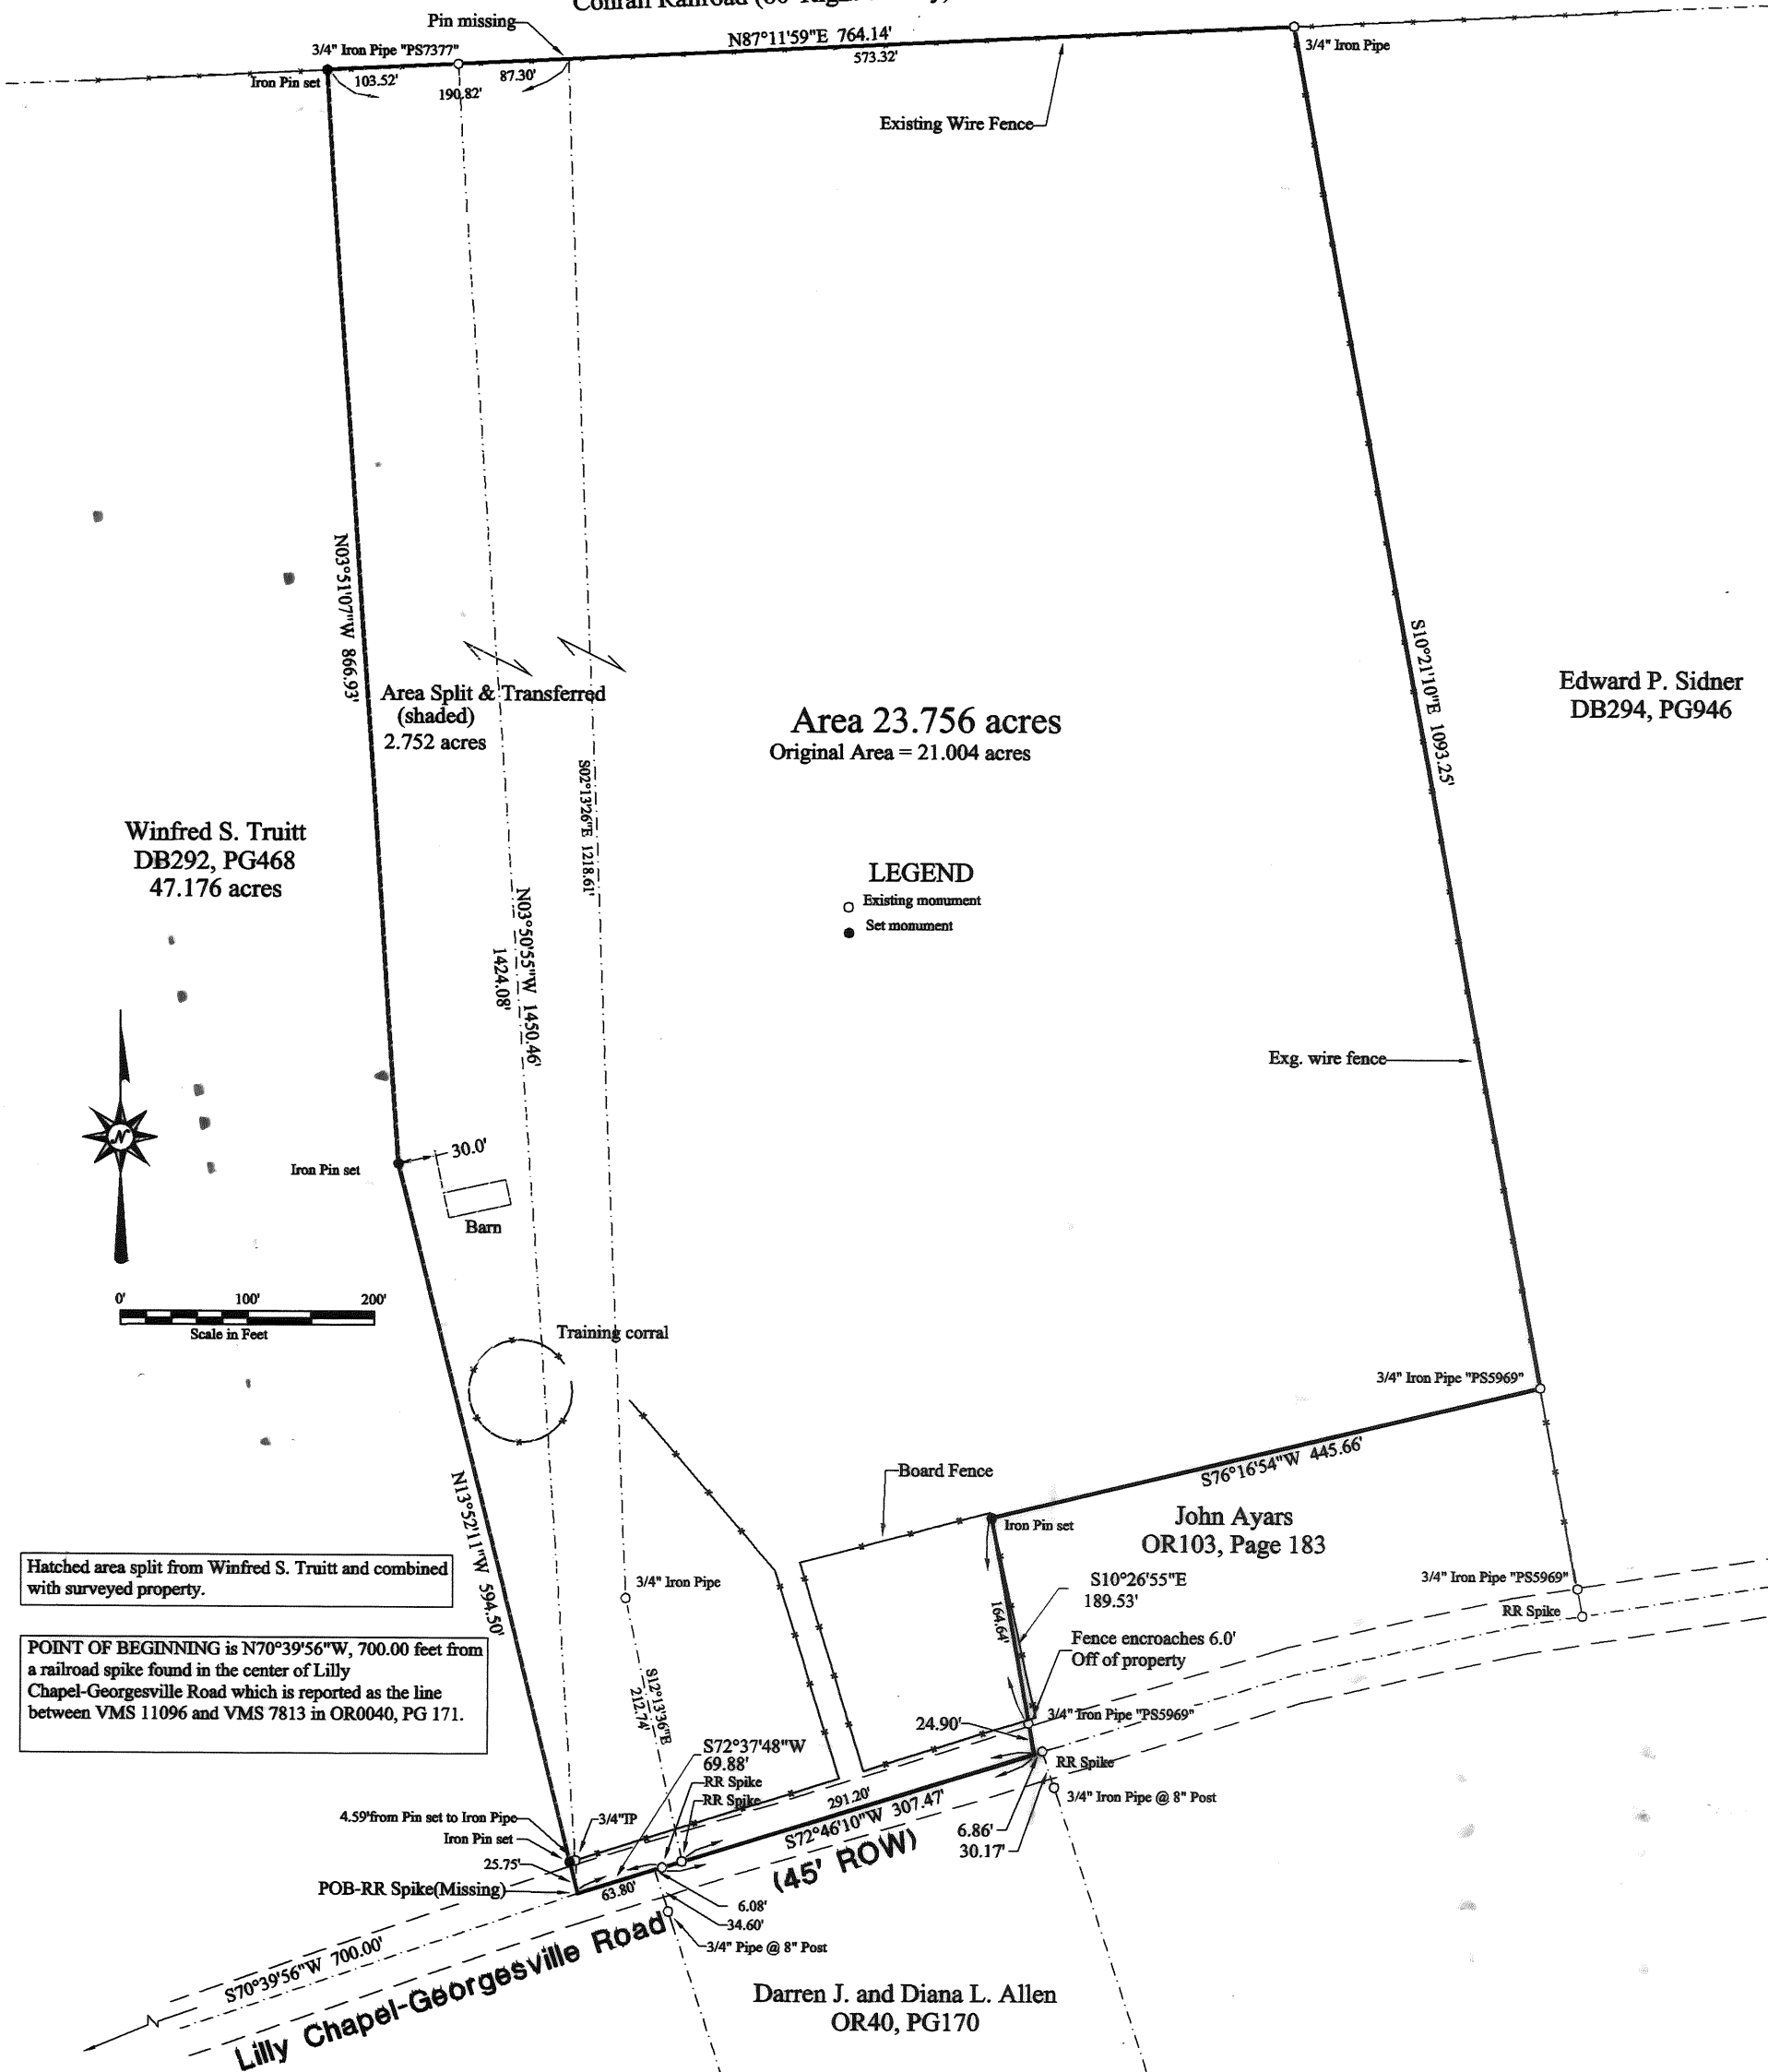 Pin missing
3/4" Iron Pipe "PS7377"
Iron Pin set
103.52'
190.82'
87.30'
N87°11'59"E 764.14'
573.32'
3/4" Iron Pipe
Existing Wire Fence
N03°51'07"W 866.93'
Area Split & Transferred
(shaded)
2.752 acres
S02°13'26"E 1218.61'
Area 23.756 acres
Original Area = 21.004 acres
S10°21'10"E 1093.25'
Edward P. Sidner
DB294, PG946
Winfred S. Truitt
DB292, PG468
47.176 acres
LEGEND
Existing monument
Set monument
N03°50'55"W 1450.46'
1424.08'
Exg. wire fence
N
Iron Pin set
30.0'
Barn
0' 100' 200'
Scale in Feet
Training corral
3/4" Iron Pipe "PS5969"
N13°52'11"W 594.50'
Board Fence
S76°16'54"W 445.66'
Iron Pin set
John Ayars
OR103, Page 183
Hatched area split from Winfred S. Truitt and combined
with surveyed property.
3/4" Iron Pipe
S10°26'55"E
189.53'
164.64'
3/4" Iron Pipe "PS5969"
RR Spike
Fence encroaches 6.0'
Off of property
POINT OF BEGINNING is N70°39'56"W, 700.00 feet from
a railroad spike found in the center of Lilly
Chapel-Georgesville Road which is reported as the line
between VMS 11096 and VMS 7813 in OR0040, PG 171.
S12°13'36"E
212.74'
24.90'
3/4" Iron Pipe "PS5969"
S72°37'48"W
69.88'
RR Spike
RR Spike
RR Spike
3/4" Iron Pipe @ 8" Post
291.20'
S72°46'10"W 307.47'
4.59'from Pin set to Iron Pipe
3/4"IP
Iron Pin set
25.75'
6.86'
30.17'
(45' ROW)
POB-RR Spike(Missing)
63.80'
6.08'
34.60'
3/4" Pipe @ 8" Post
S70°39'56"W 700.00'
Lilly Chapel-Georgesville Road
Darren J. and Diana L. Allen
OR40, PG170